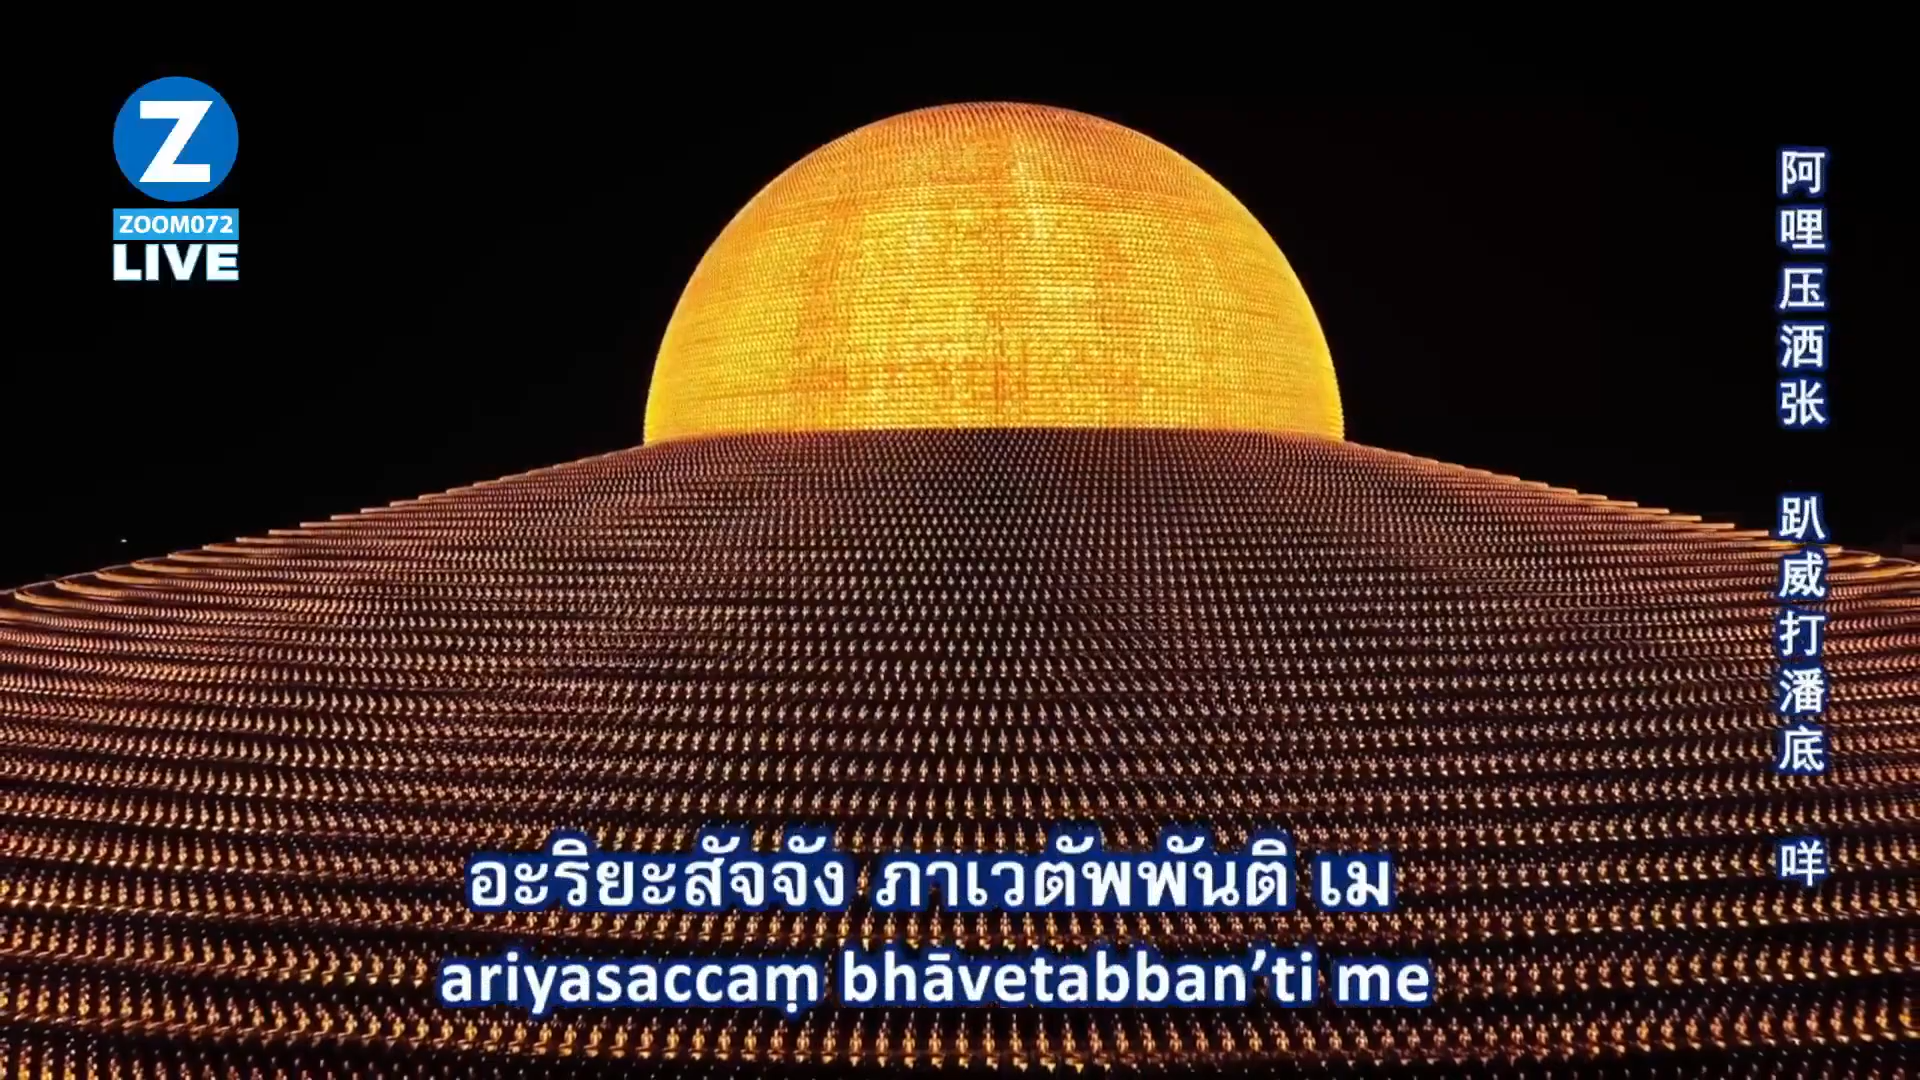 Z
ZOOM072
LIVE
阿哩压洒张 趴威打潘底 咩
อะริยะสัจจัง ภาเวตัพพันติ เม
ariyasaccaṃ bhāvetabban’ti me